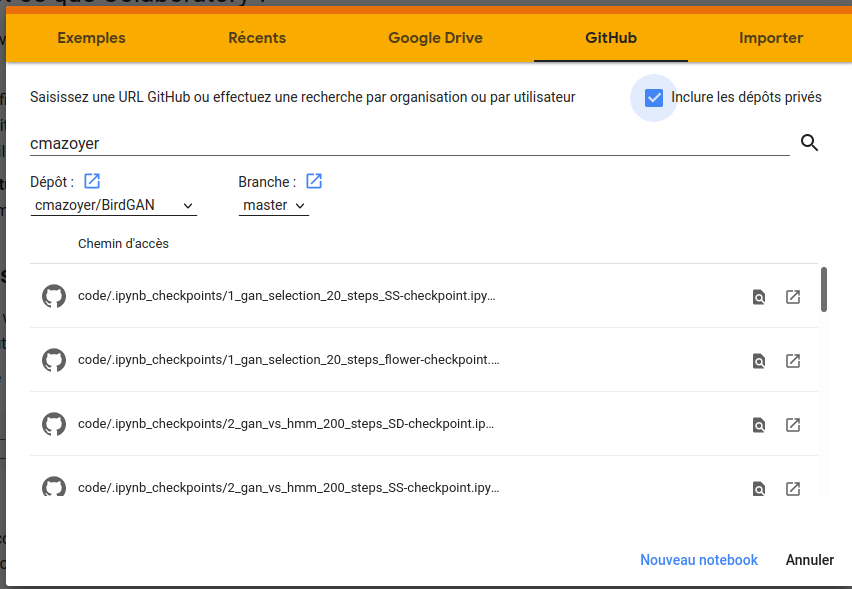 Exemples Récents Google Drive GitHub Importer
Saisissez une URL GitHub ou effectuez une recherche par organisation ou par utilisateur Inclure les dépôts privés
cmazoyer
Dépôt : Branche :
cmazoyer/BirdGAN master
Chemin d'accès
code/.ipynb_checkpoints/1_gan_selection_20_steps_SS-checkpoint.ipy…
code/.ipynb_checkpoints/1_gan_selection_20_steps_flower-checkpoint.…
code/.ipynb_checkpoints/2_gan_vs_hmm_200_steps_SD-checkpoint.ip…
code/.ipynb_checkpoints/2_gan_vs_hmm_200_steps_SS-checkpoint.ipy…
Nouveau notebook Annuler